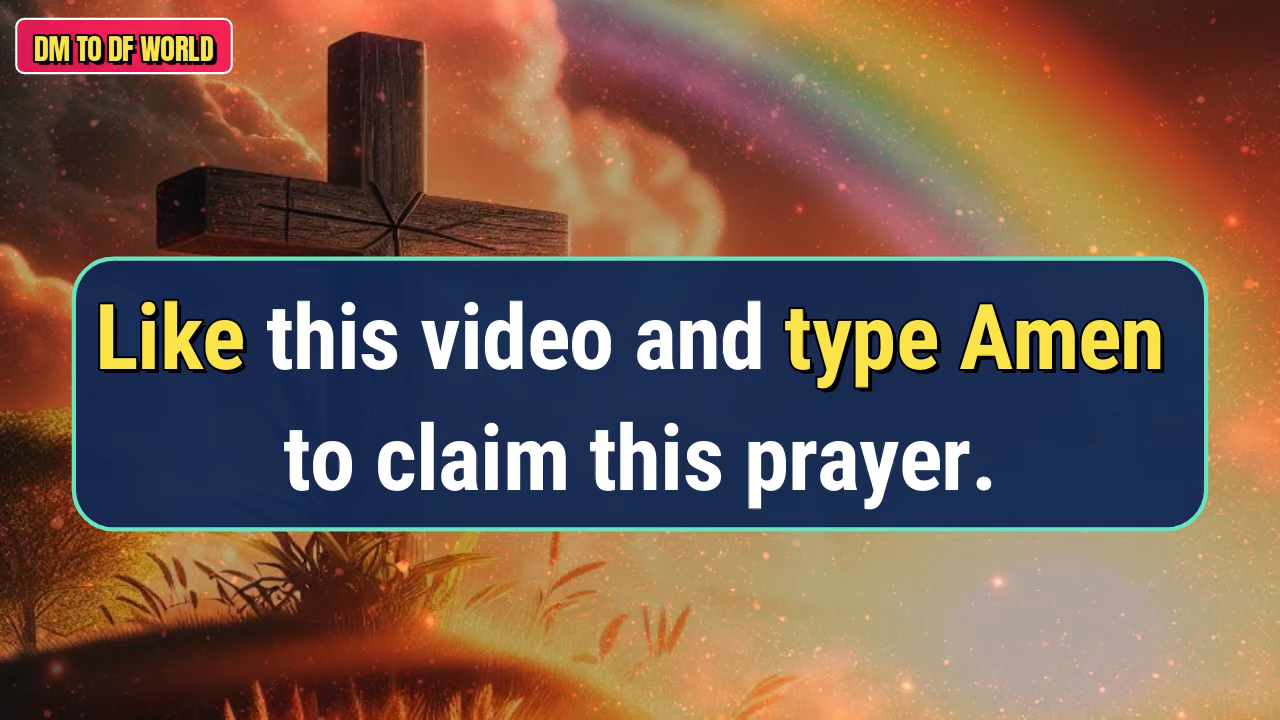 DM TO DF WORLD
Like this video and type Amen
to claim this prayer.